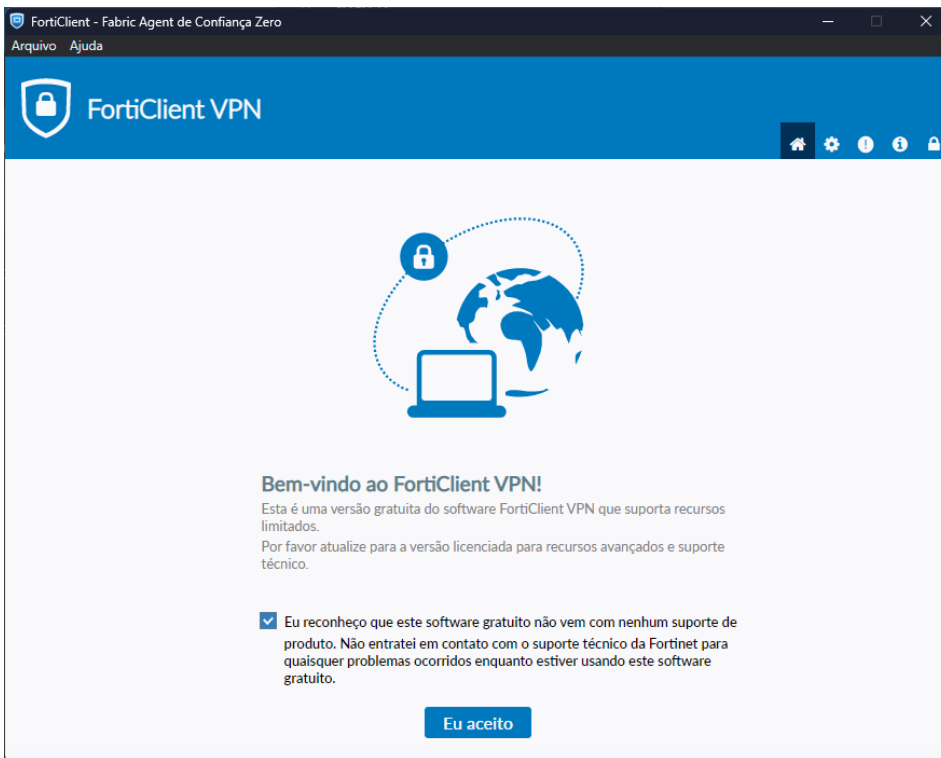 FortiClient - Fabric Agent de Confiança Zero
Arquivo Ajuda
FortiClient VPN
Bem-vindo ao FortiClient VPN!
Esta é uma versão gratuita do software FortiClient VPN que suporta recursos
limitados.
Por favor atualize para a versão licenciada para recursos avançados e suporte
técnico.
Eu reconheço que este software gratuito não vem com nenhum suporte de
produto. Não entratei em contato com o suporte técnico da Fortinet para
quaisquer problemas ocorridos enquanto estiver usando este software
gratuito.
Eu aceito